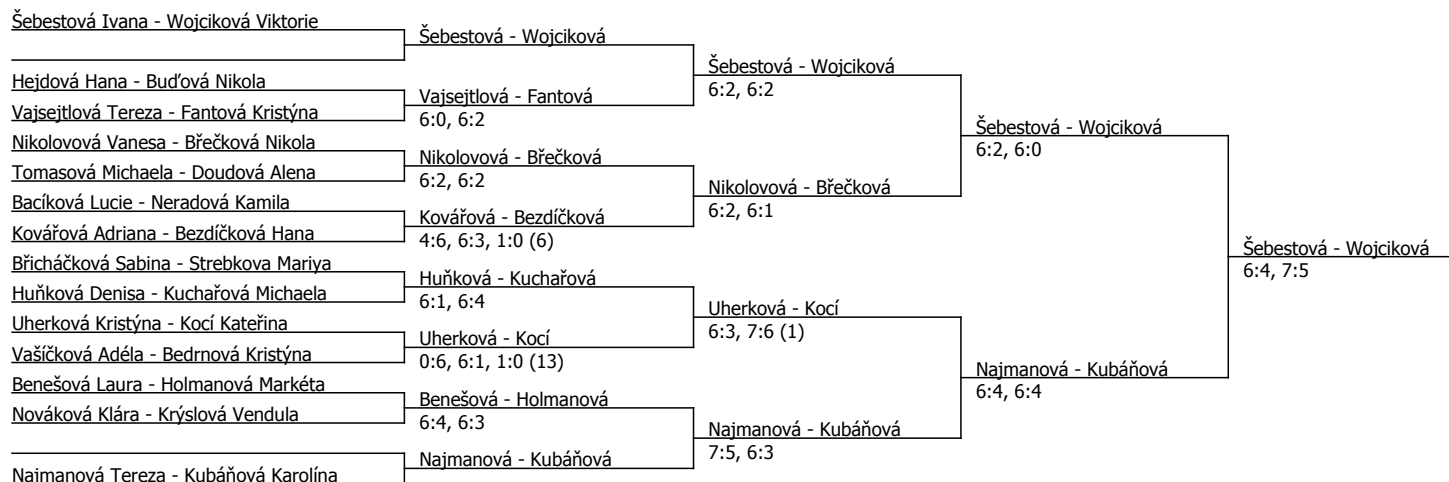 Šebestová Ivana - Wojciková Viktorie
Hejdová Hana - Buďová Nikola
Vajsejtlová Tereza - Fantová Kristýna
Nikolovová Vanesa - Břečková Nikola
Tomasová Michaela - Doudová Alena
Bacíková Lucie - Neradová Kamila
Kovářová Adriana - Bezdíčková Hana
Břicháčková Sabina - Strebkova Mariya
Huňková Denisa - Kuchařová Michaela
Uherková Kristýna - Kocí Kateřina
Vašíčková Adéla - Bedrnová Kristýna
Benešová Laura - Holmanová Markéta
Nováková Klára - Krýslová Vendula
Najmanová Tereza - Kubáňová Karolína
Šebestová - Wojciková
Vajsejtlová - Fantová
6:0, 6:2
Nikolovová - Břečková
6:2, 6:2
Kovářová - Bezdíčková
4:6, 6:3, 1:0 (6)
Huňková - Kuchařová
6:1, 6:4
Uherková - Kocí
0:6, 6:1, 1:0 (13)
Benešová - Holmanová
6:4, 6:3
Najmanová - Kubáňová
Šebestová - Wojciková
6:2, 6:2
Nikolovová - Břečková
6:2, 6:1
Uherková - Kocí
6:3, 7:6 (1)
Najmanová - Kubáňová
7:5, 6:3
Šebestová - Wojciková
6:2, 6:0
Najmanová - Kubáňová
6:4, 6:4
Šebestová - Wojciková
6:4, 7:5